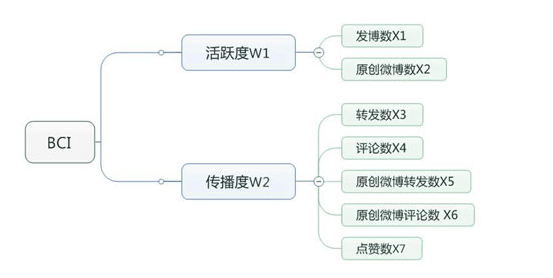 BCI
活跃度W1
发博数X1
原创微博数X2
传播度W2
转发数X3
评论数X4
原创微博转发数X5
原创微博评论数 X6
点赞数X7